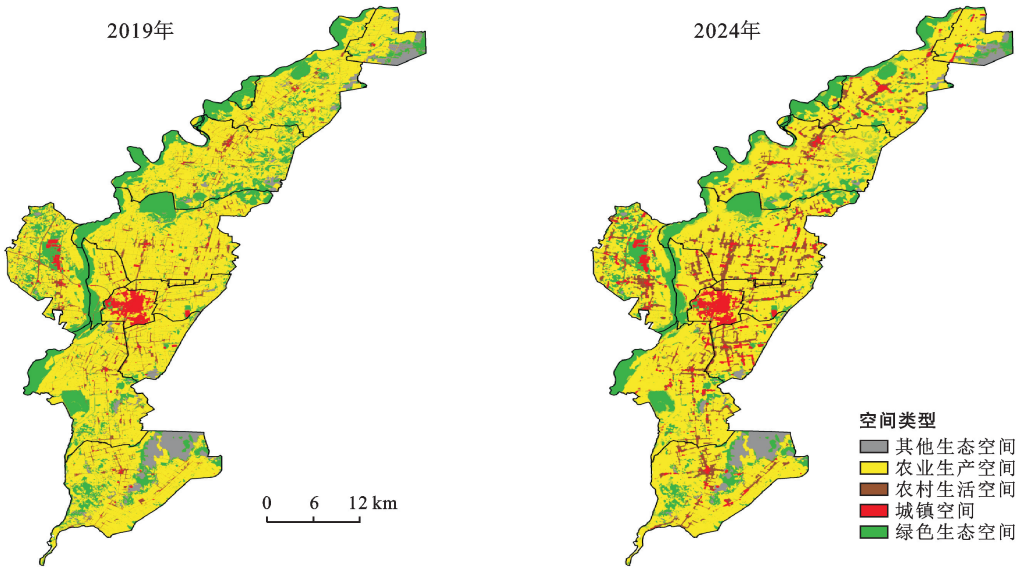 2019年
2024年
0 6 12 km
空间类型
其他生态空间
农业生产空间
农村生活空间
城镇空间
绿色生态空间